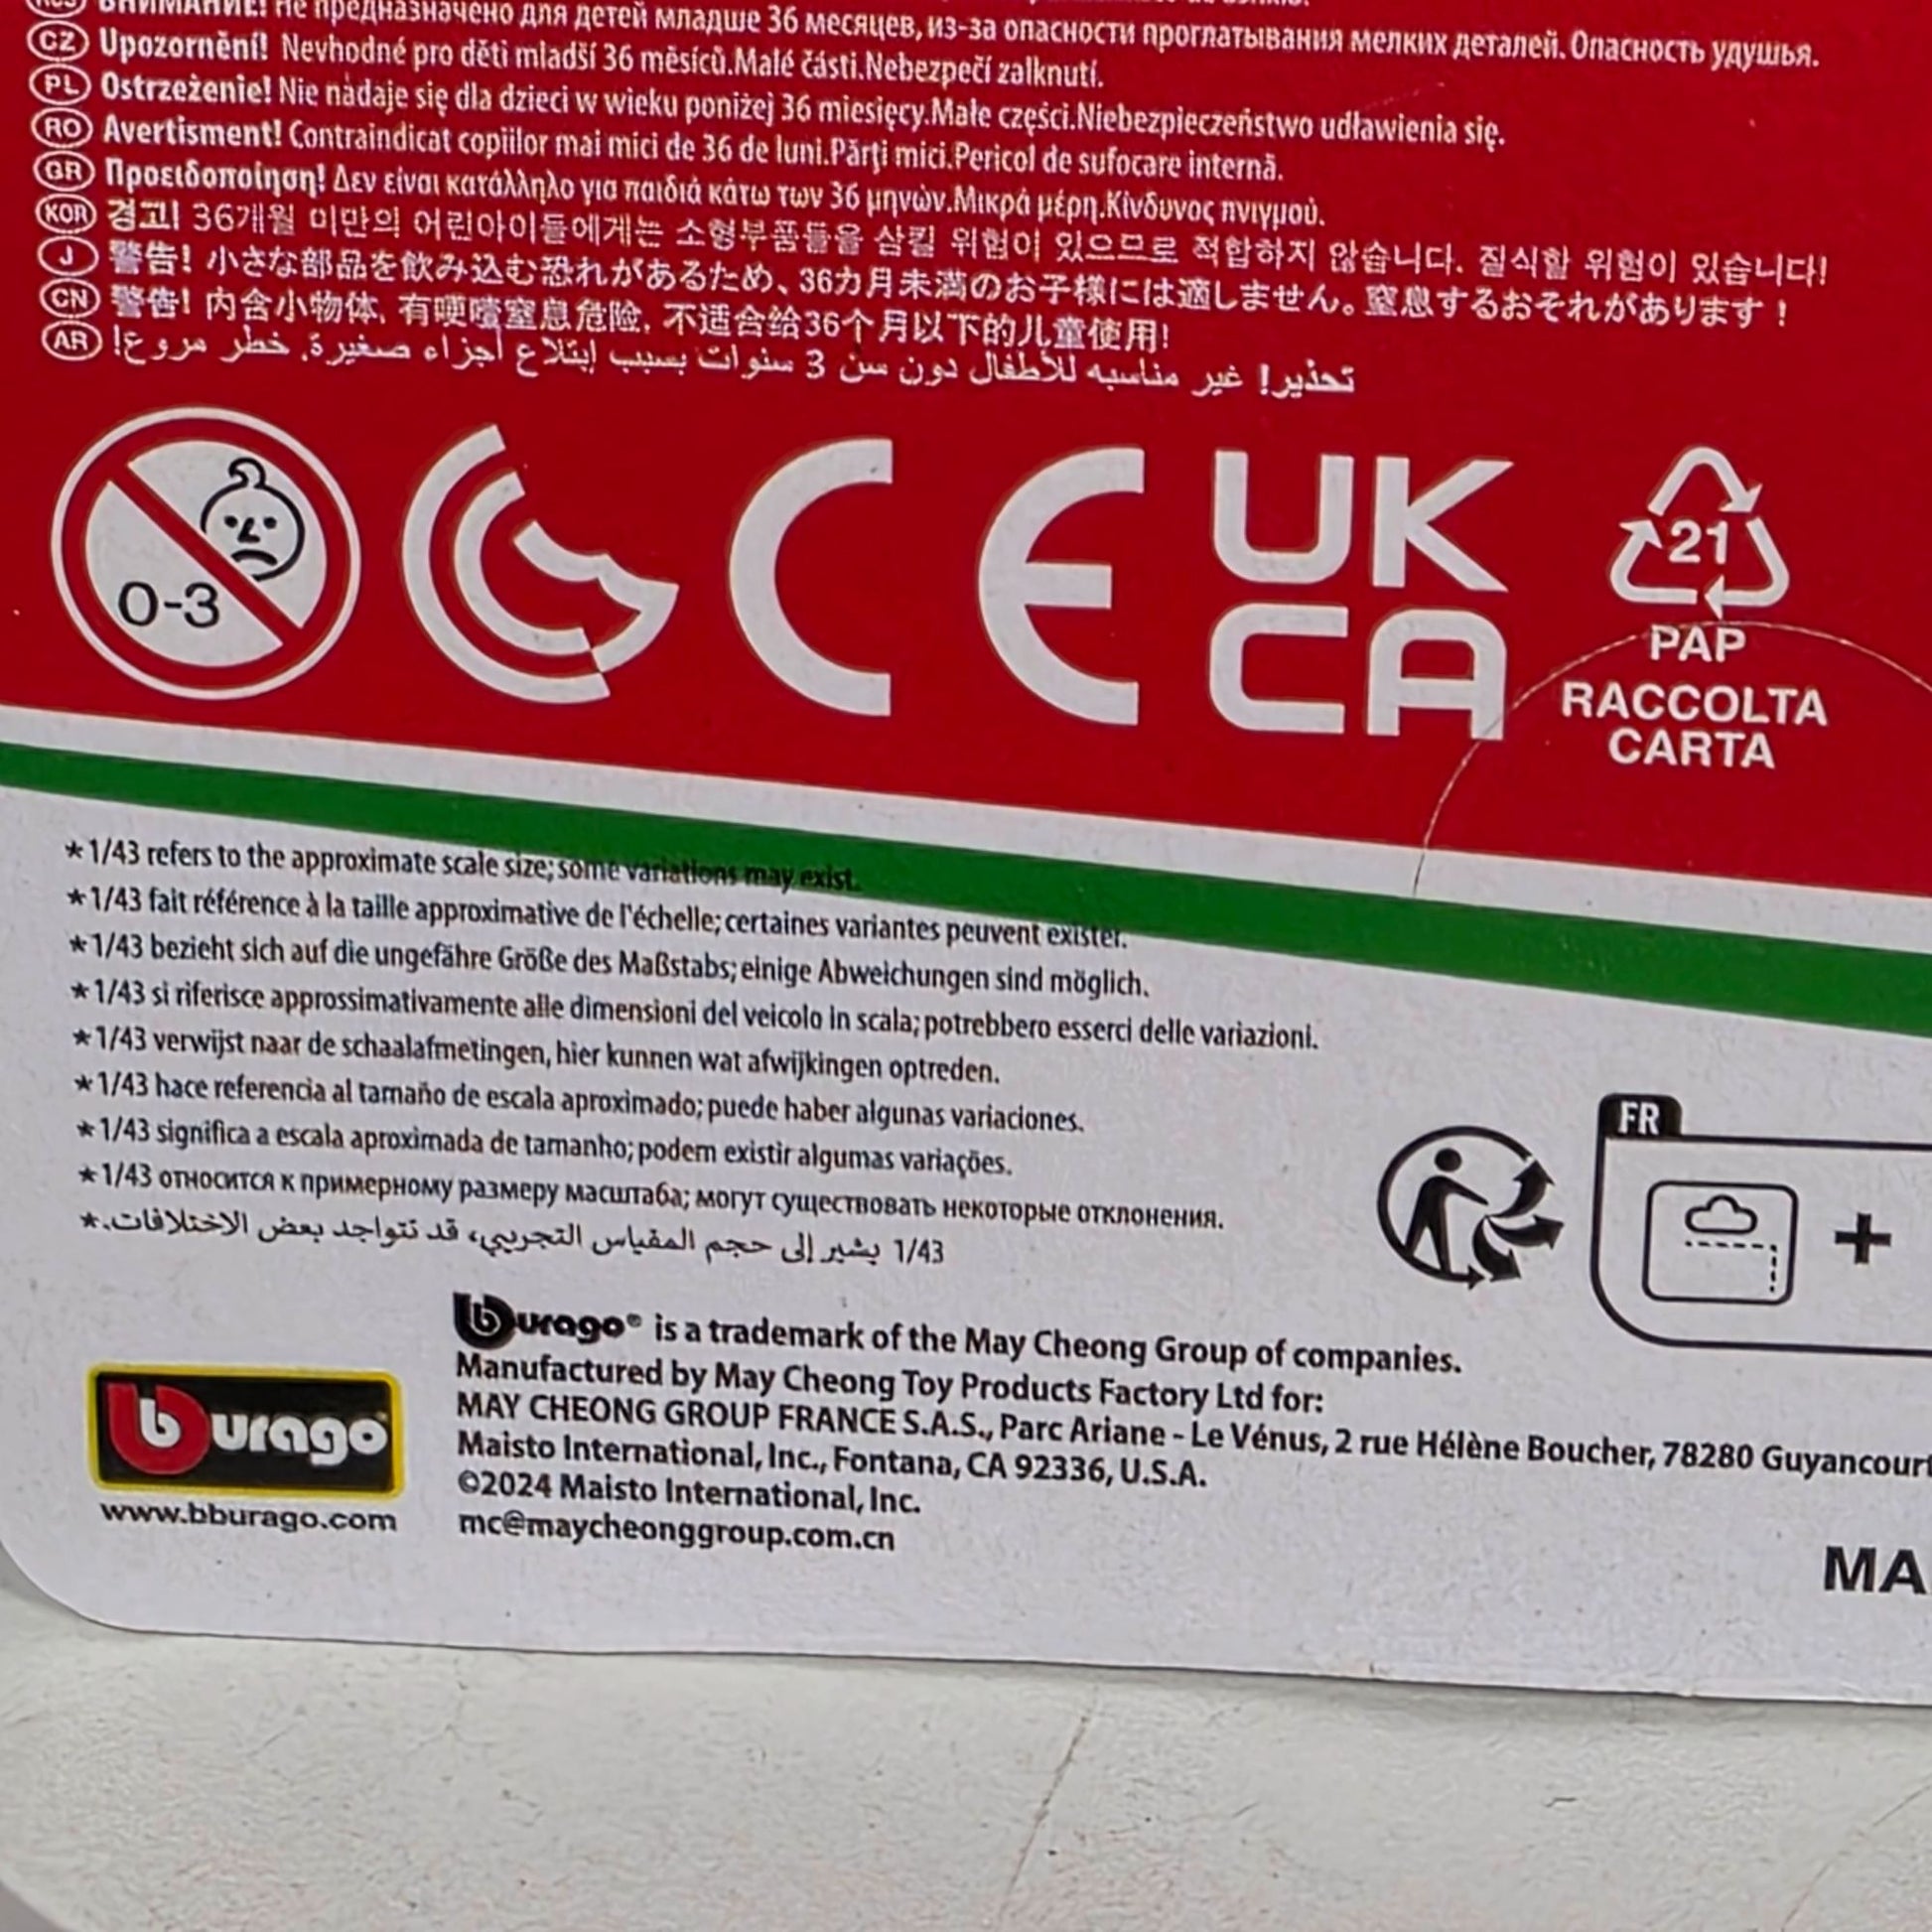 RUS ВНИМАНИЕ! Не предназначено для детей младше 36 месяцев, из-за опасности проглатывания мелких деталей. Опасность удушья.
CZ Upozornění! Nevhodné pro děti mladší 36 měsíců.Malé části.Nebezpečí zalknutí.
PL Ostrzeżenie! Nie nadaje się dla dzieci w wieku poniżej 36 miesięcy.Małe części.Niebezpieczeństwo udławienia się.
RO Avertisment! Contraindicat copiilor mai mici de 36 de luni.Părţi mici.Pericol de sufocare internă.
GR Προειδοποίηση! Δεν είναι κατάλληλο για παιδιά κάτω των 36 μηνών.Μικρά μέρη.Κίνδυνος πνιγμού.
KOR 경고! 36개월 미만의 어린아이들에게는 소형부품들을 삼킬 위험이 있으므로 적합하지 않습니다. 질식할 위험이 있습니다!
J 警告! 小さな部品を飲み込む恐れがあるため、36カ月未満のお子様には適しません。窒息するおそれがあります!
CN 警告! 内含小物体, 有哽噎窒息危险, 不适合给36个月以下的儿童使用!
AR تحذير! غير مناسبه للأطفال دون سن 3 سنوات بسبب إبتلاع أجزاء صغيرة. خطر مروع!
0-3
CE
UK
CA
21
PAP
RACCOLTA
CARTA
*1/43 refers to the approximate scale size; some variations may exist.
*1/43 fait référence à la taille approximative de l'échelle; certaines variantes peuvent exister.
*1/43 bezieht sich auf die ungefähre Größe des Maßstabs; einige Abweichungen sind möglich.
*1/43 si riferisce approssimativamente alle dimensioni del veicolo in scala; potrebbero esserci delle variazioni.
*1/43 verwijst naar de schaalafmetingen, hier kunnen wat afwijkingen optreden.
*1/43 hace referencia al tamaño de escala aproximado; puede haber algunas variaciones.
*1/43 significa a escala aproximada de tamanho; podem existir algumas variações.
*1/43 относится к примерному размеру масштаба; могут существовать некоторые отклонения.
1/43 يشير إلى حجم المقياس التجريبي، قد تتواجد بعض الاختلافات.*
FR
+
bburago® is a trademark of the May Cheong Group of companies.
Manufactured by May Cheong Toy Products Factory Ltd for:
MAY CHEONG GROUP FRANCE S.A.S., Parc Ariane - Le Vénus, 2 rue Hélène Boucher, 78280 Guyancourt
Maisto International, Inc., Fontana, CA 92336, U.S.A.
©2024 Maisto International, Inc.
mc@maycheonggroup.com.cn
bburago
www.bburago.com
MA